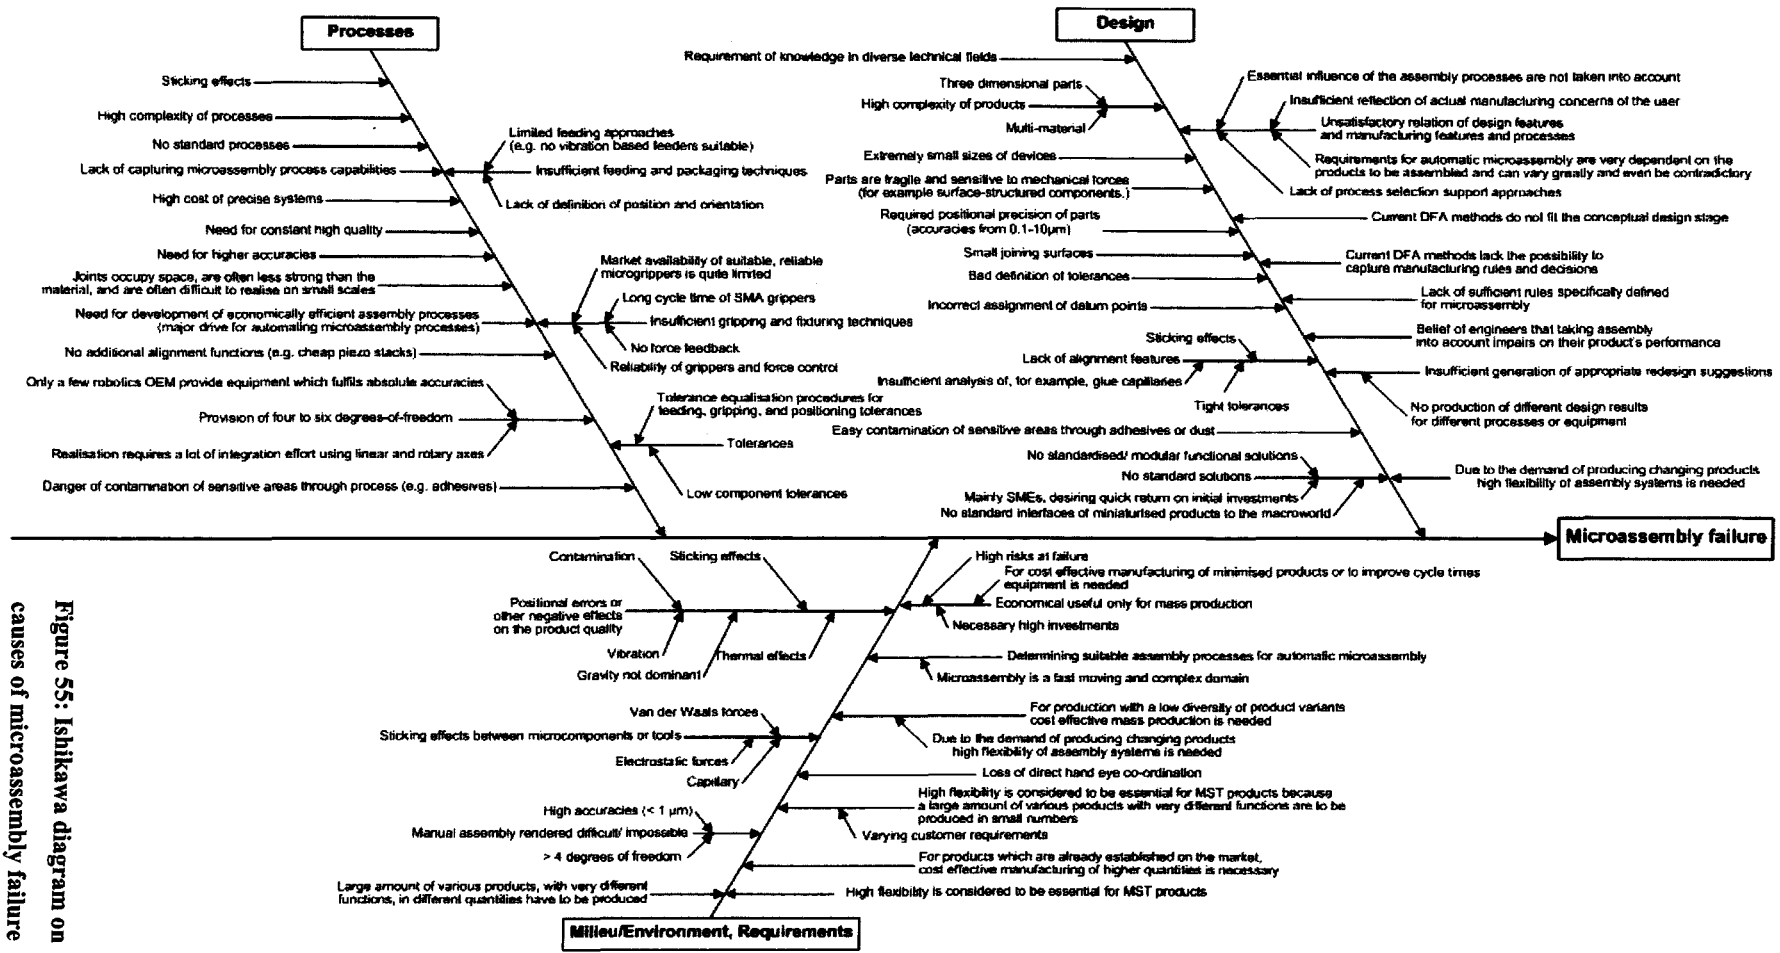 Processes
Sticking effects
High complexity of processes
No standard processes
Lack of capturing microassembly process capabilities
High cost of precise systems
Need for constant high quality
Need for higher accuracies
Joints occupy space, are often less strong than the
material, and are often difficult to realise on small scales
Need for development of economically efficient assembly processes
(major drive for automating microassembly processes)
No additional alignment functions (e.g. cheap piezo stacks)
Only a few robotics OEM provide equipment which fulfils absolute accuracies
Provision of four to six degrees-of-freedom
Realisation requires a lot of integration effort using linear and rotary axes
Danger of contamination of sensitive areas through process (e.g. adhesives)
Limited feeding approaches
(e.g. no vibration based feeders suitable)
Insufficient feeding and packaging techniques
Lack of definition of position and orientation
Market availability of suitable, reliable
microgrippers is quite limited
Long cycle time of SMA grippers
Insufficient gripping and fixturing techniques
No force feedback
Reliability of grippers and force control
Tolerance equalisation procedures for
feeding, gripping, and positioning tolerances
Tolerances
Low component tolerances
Design
Requirement of knowledge in diverse technical fields
Three dimensional parts
High complexity of products
Multi-material
Extremely small sizes of devices
Parts are fragile and sensitive to mechanical forces
(for example surface-structured components.)
Required positional precision of parts
(accuracies from 0.1-10µm)
Small joining surfaces
Bad definition of tolerances
Incorrect assignment of datum points
Sticking effects
Lack of alignment features
Insufficient analysis of, for example, glue capillaries
Tight tolerances
Easy contamination of sensitive areas through adhesives or dust
No standardised/ modular functional solutions
No standard solutions
Mainly SMEs, desiring quick return on initial investments
No standard interfaces of miniaturised products to the macroworld
Essential influence of the assembly processes are not taken into account
Insufficient reflection of actual manufacturing concerns of the user
Unsatisfactory relation of design features
and manufacturing features and processes
Requirements for automatic microassembly are very dependent on the
products to be assembled and can vary greatly and even be contradictory
Lack of process selection support approaches
Current DFA methods do not fit the conceptual design stage
Current DFA methods lack the possibility to
capture manufacturing rules and decisions
Lack of sufficient rules specifically defined
for microassembly
Belief of engineers that taking assembly
into account impairs on their product's performance
Insufficient generation of appropriate redesign suggestions
No production of different design results
for different processes or equipment
Due to the demand of producing changing products
high flexibility of assembly systems is needed
Microassembly failure
Contamination
Sticking effects
Positional errors or
other negative effects
on the product quality
Vibration
Thermal effects
Gravity not dominant
Van der Waals forces
Sticking effects between microcomponents or tools
Electrostatic forces
Capillary
High accuracies (< 1 µm)
Manual assembly rendered difficult/ impossible
> 4 degrees of freedom
Large amount of various products, with very different
functions, in different quantities have to be produced
High risks at failure
For cost effective manufacturing of minimised products or to improve cycle times
equipment is needed
Economical useful only for mass production
Necessary high investments
Determining suitable assembly processes for automatic microassembly
Microassembly is a fast moving and complex domain
For production with a low diversity of product variants
cost effective mass production is needed
Due to the demand of producing changing products
high flexibility of assembly systems is needed
Loss of direct hand eye co-ordination
High flexibility is considered to be essential for MST products because
a large amount of various products with very different functions are to be
produced in small numbers
Varying customer requirements
For products which are already established on the market,
cost effective manufacturing of higher quantities is necessary
High flexibility is considered to be essential for MST products
Milieu/Environment, Requirements
Figure 55: Ishikawa diagram on
causes of microassembly failure